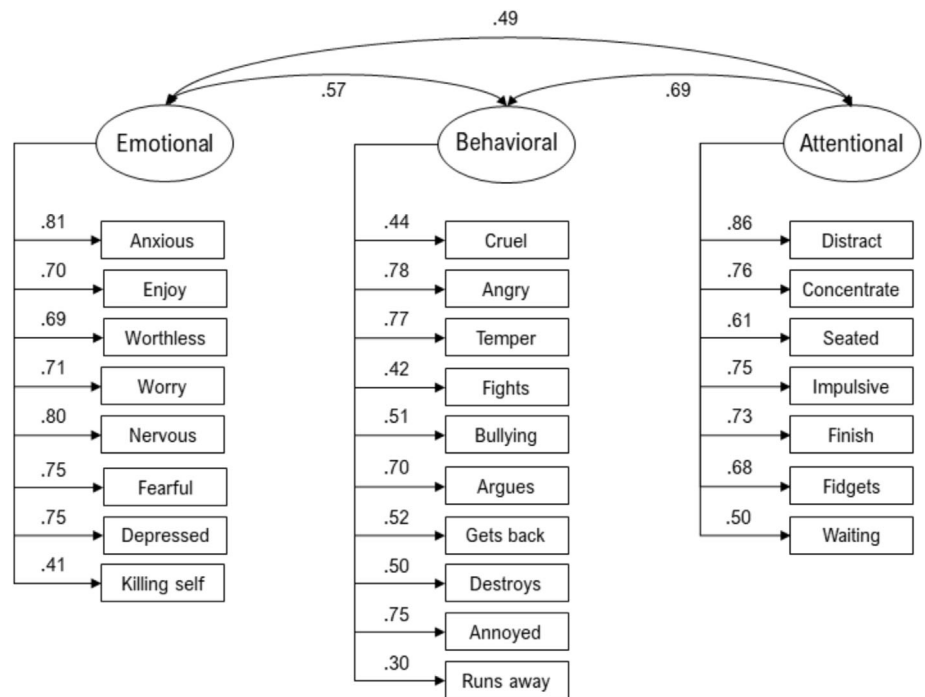 .49
.57
.69
Emotional
Behavioral
Attentional
.81
Anxious
.70
Enjoy
.69
Worthless
.71
Worry
.80
Nervous
.75
Fearful
.75
Depressed
.41
Killing self
.44
Cruel
.78
Angry
.77
Temper
.42
Fights
.51
Bullying
.70
Argues
.52
Gets back
.50
Destroys
.75
Annoyed
.30
Runs away
.86
Distract
.76
Concentrate
.61
Seated
.75
Impulsive
.73
Finish
.68
Fidgets
.50
Waiting